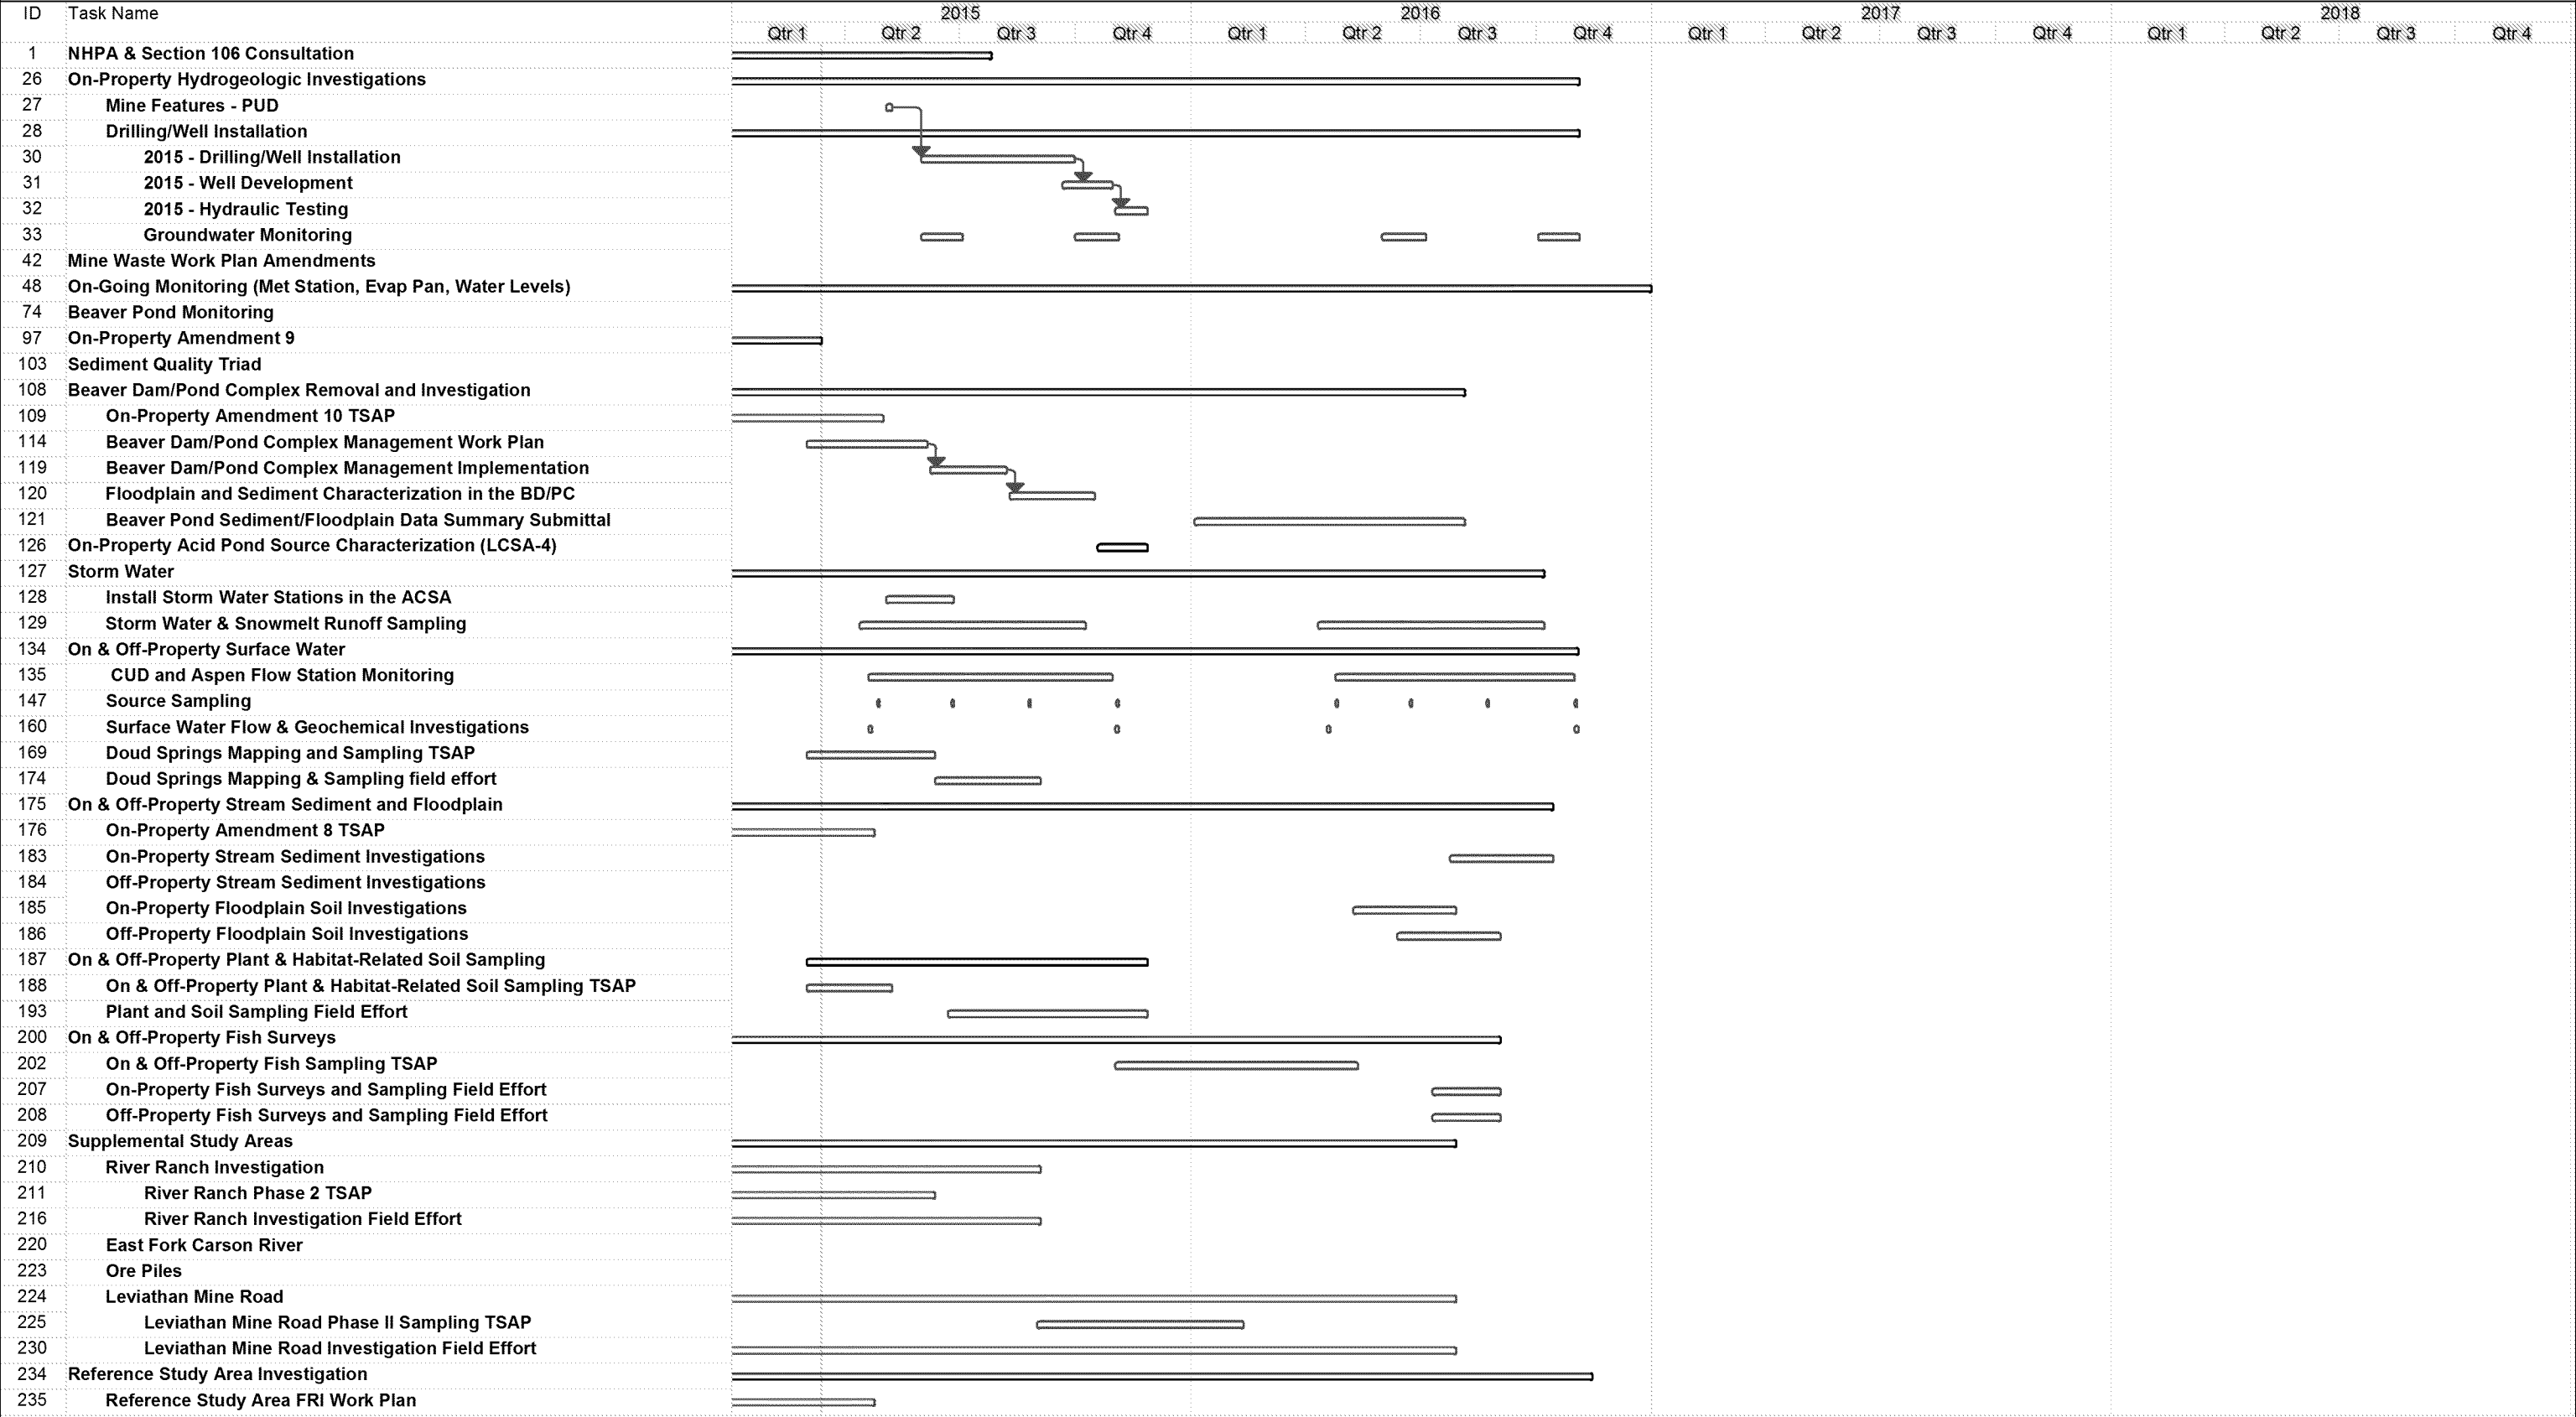 ID Task Name 2015 2016 2017 2018
Qtr 1 Qtr 2 Qtr 3 Qtr 4 Qtr 1 Qtr 2 Qtr 3 Qtr 4 Qtr 1 Qtr 2 Qtr 3 Qtr 4 Qtr 1 Qtr 2 Qtr 3 Qtr 4
1 NHPA & Section 106 Consultation
26 On-Property Hydrogeologic Investigations
27 Mine Features - PUD
28 Drilling/Well Installation
30 2015 - Drilling/Well Installation
31 2015 - Well Development
32 2015 - Hydraulic Testing
33 Groundwater Monitoring
42 Mine Waste Work Plan Amendments
48 On-Going Monitoring (Met Station, Evap Pan, Water Levels)
74 Beaver Pond Monitoring
97 On-Property Amendment 9
103 Sediment Quality Triad
108 Beaver Dam/Pond Complex Removal and Investigation
109 On-Property Amendment 10 TSAP
114 Beaver Dam/Pond Complex Management Work Plan
119 Beaver Dam/Pond Complex Management Implementation
120 Floodplain and Sediment Characterization in the BD/PC
121 Beaver Pond Sediment/Floodplain Data Summary Submittal
126 On-Property Acid Pond Source Characterization (LCSA-4)
127 Storm Water
128 Install Storm Water Stations in the ACSA
129 Storm Water & Snowmelt Runoff Sampling
134 On & Off-Property Surface Water
135 CUD and Aspen Flow Station Monitoring
147 Source Sampling
160 Surface Water Flow & Geochemical Investigations
169 Doud Springs Mapping and Sampling TSAP
174 Doud Springs Mapping & Sampling field effort
175 On & Off-Property Stream Sediment and Floodplain
176 On-Property Amendment 8 TSAP
183 On-Property Stream Sediment Investigations
184 Off-Property Stream Sediment Investigations
185 On-Property Floodplain Soil Investigations
186 Off-Property Floodplain Soil Investigations
187 On & Off-Property Plant & Habitat-Related Soil Sampling
188 On & Off-Property Plant & Habitat-Related Soil Sampling TSAP
193 Plant and Soil Sampling Field Effort
200 On & Off-Property Fish Surveys
202 On & Off-Property Fish Sampling TSAP
207 On-Property Fish Surveys and Sampling Field Effort
208 Off-Property Fish Surveys and Sampling Field Effort
209 Supplemental Study Areas
210 River Ranch Investigation
211 River Ranch Phase 2 TSAP
216 River Ranch Investigation Field Effort
220 East Fork Carson River
223 Ore Piles
224 Leviathan Mine Road
225 Leviathan Mine Road Phase II Sampling TSAP
230 Leviathan Mine Road Investigation Field Effort
234 Reference Study Area Investigation
235 Reference Study Area FRI Work Plan